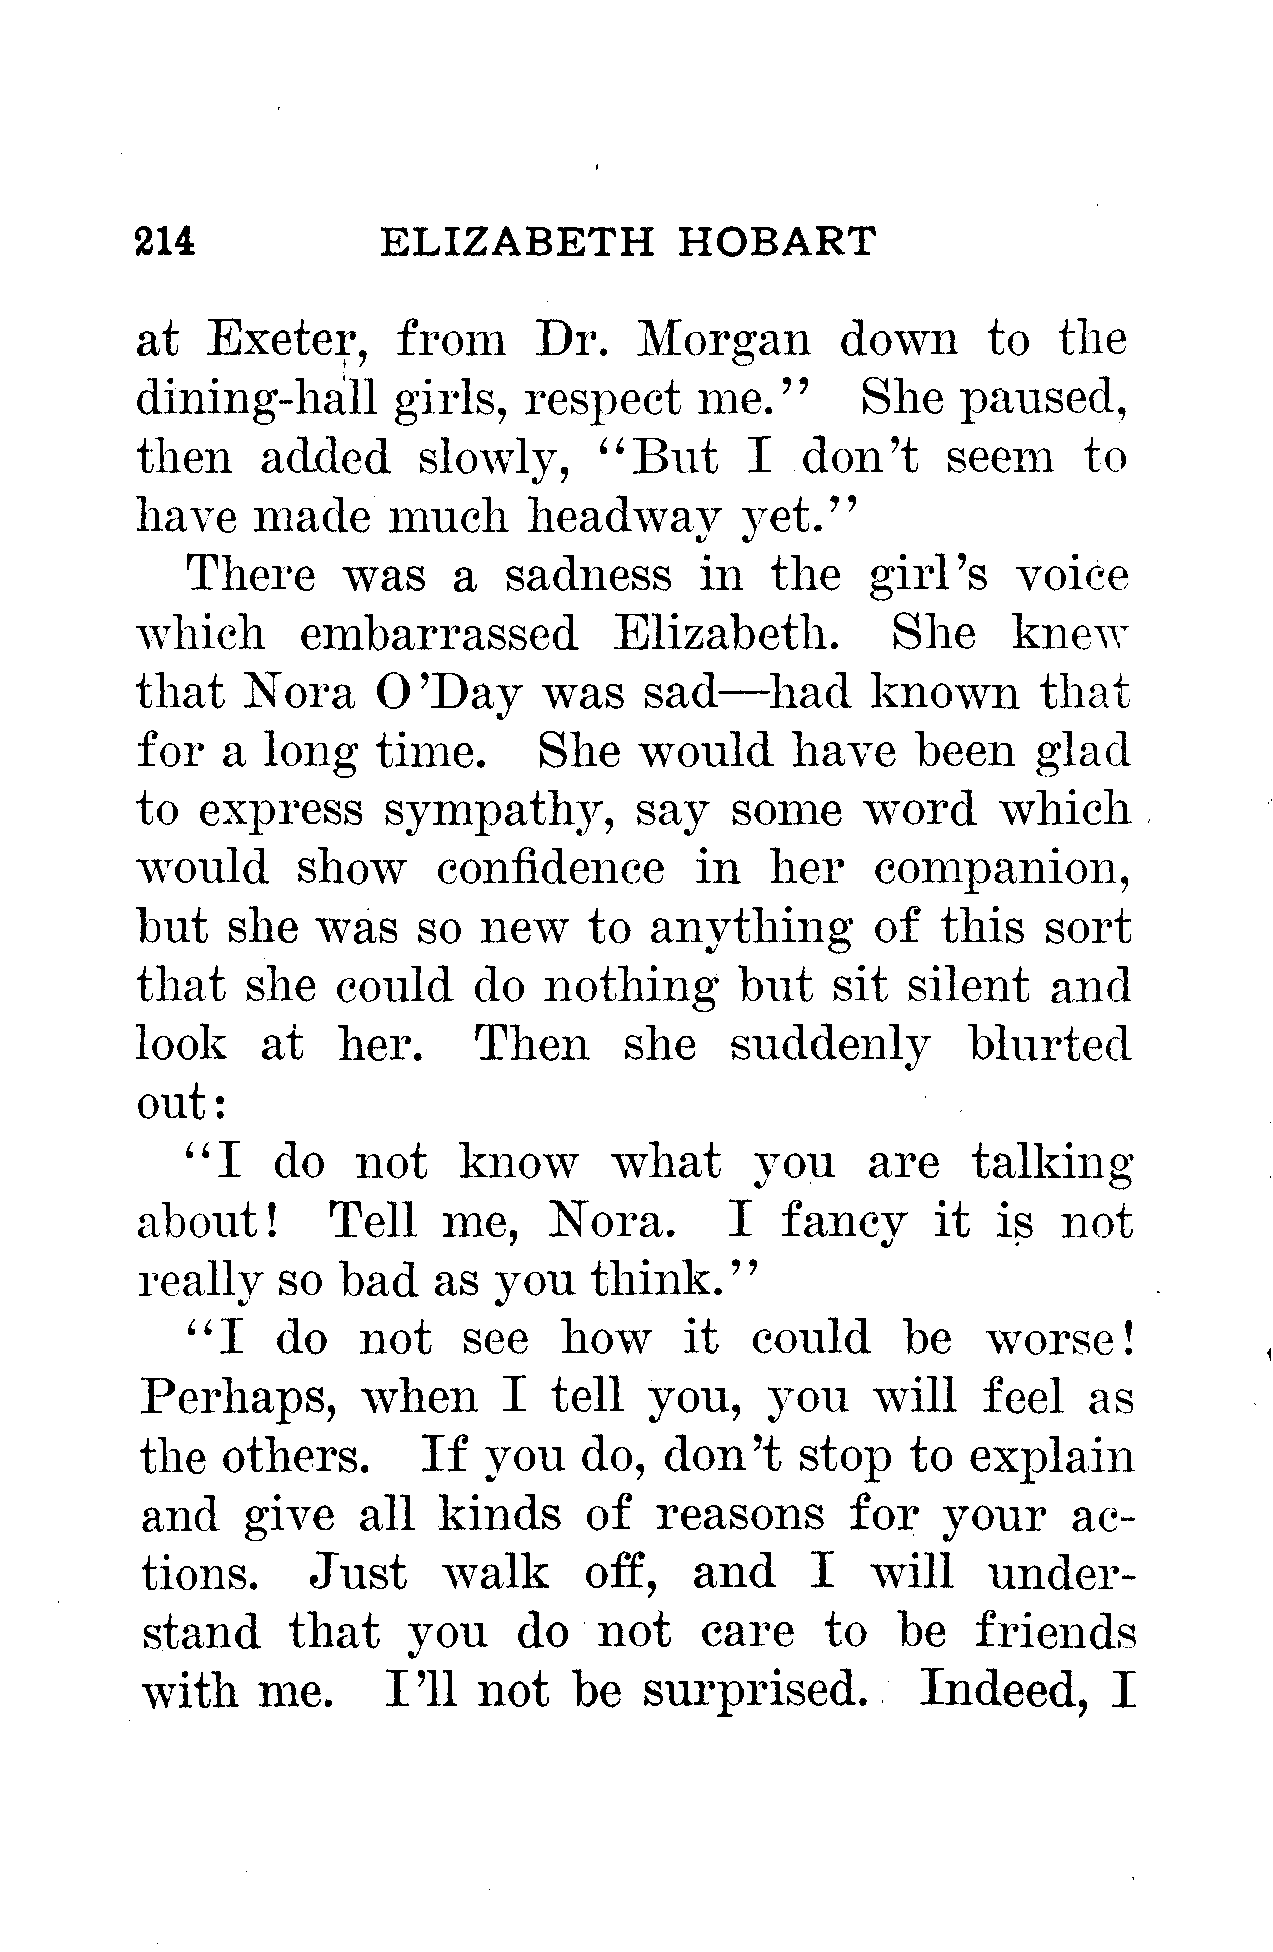 214 ELIZABETH HOBART
at Exeter, from Dr. Morgan down to the
dining-hall girls, respect me.” She paused,
then added slowly, “But I don’t seem to
have made much headway yet.”
There was a sadness in the girl’s voice
which embarrassed Elizabeth. She knew
that Nora O’Day was sad—had known that
for a long time. She would have been glad
to express sympathy, say some word which
would show confidence in her companion,
but she was so new to anything of this sort
that she could do nothing but sit silent and
look at her. Then she suddenly blurted
out:
“I do not know what you are talking
about! Tell me, Nora. I fancy it is not
really so bad as you think.”
“I do not see how it could be worse!
Perhaps, when I tell you, you will feel as
the others. If you do, don’t stop to explain
and give all kinds of reasons for your ac-
tions. Just walk off, and I will under-
stand that you do not care to be friends
with me. I’ll not be surprised. Indeed, I